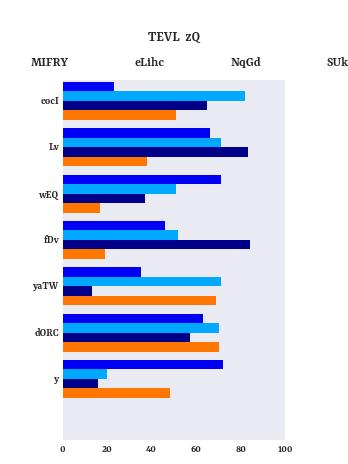 TEVL zQ
MIFRY eLihc NqGd SUk
cocI
Lv
wEQ
fDv
yaTW
dORC
y
0 20 40 60 80 100